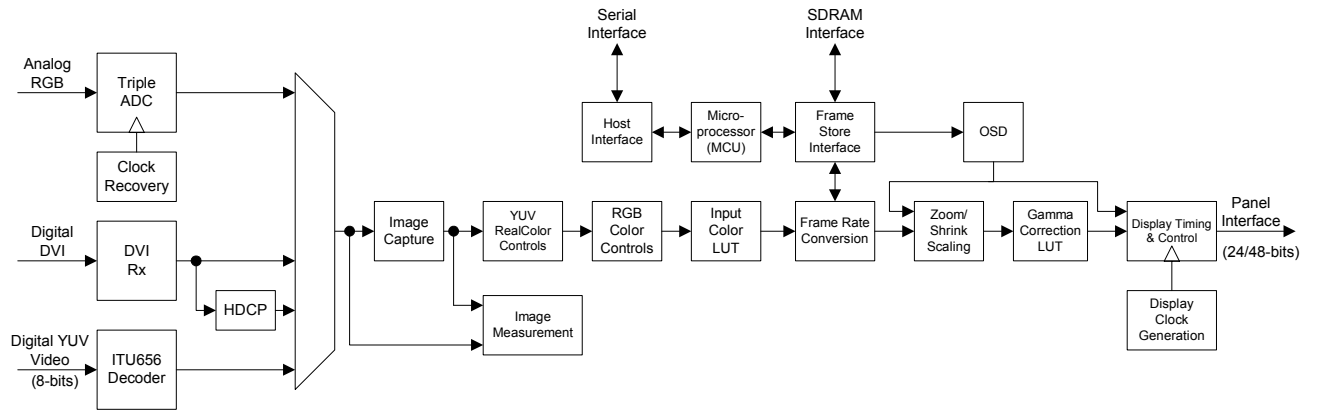 Serial
Interface
SDRAM
Interface
Analog
RGB
Triple
ADC
Clock
Recovery
Host
Interface
Micro-
processor
(MCU)
Frame
Store
Interface
OSD
Digital
DVI
DVI
Rx
HDCP
Image
Capture
YUV
RealColor
Controls
RGB
Color
Controls
Input
Color
LUT
Frame Rate
Conversion
Zoom/
Shrink
Scaling
Gamma
Correction
LUT
Display Timing
& Control
Panel
Interface
(24/48-bits)
Image
Measurement
Display
Clock
Generation
Digital YUV
Video
(8-bits)
ITU656
Decoder